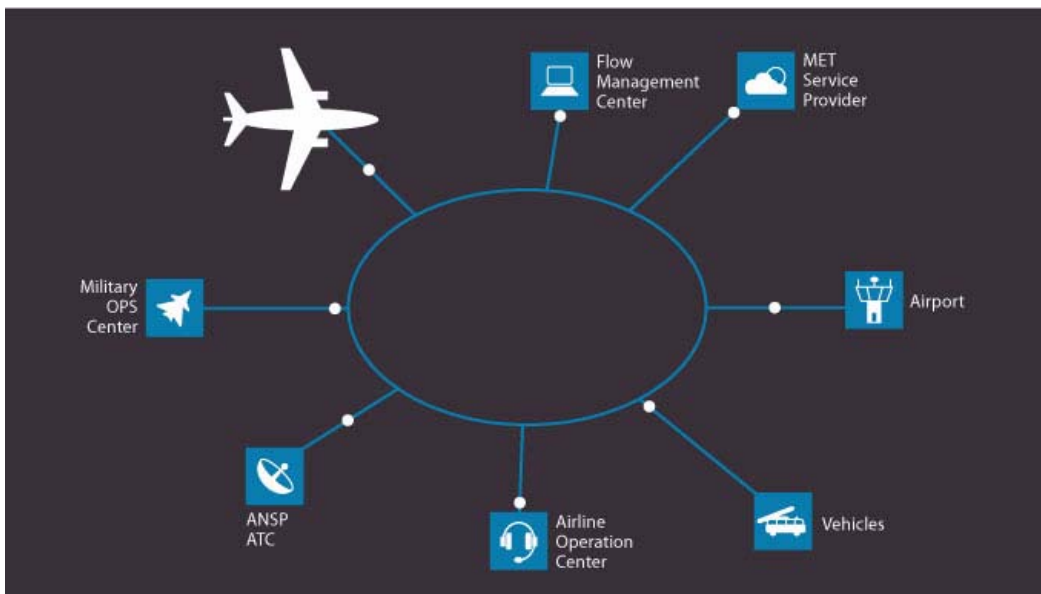 Flow
Management
Center
MET
Service
Provider
Military
OPS
Center
Airport
ANSP
ATC
Airline
Operation
Center
Vehicles